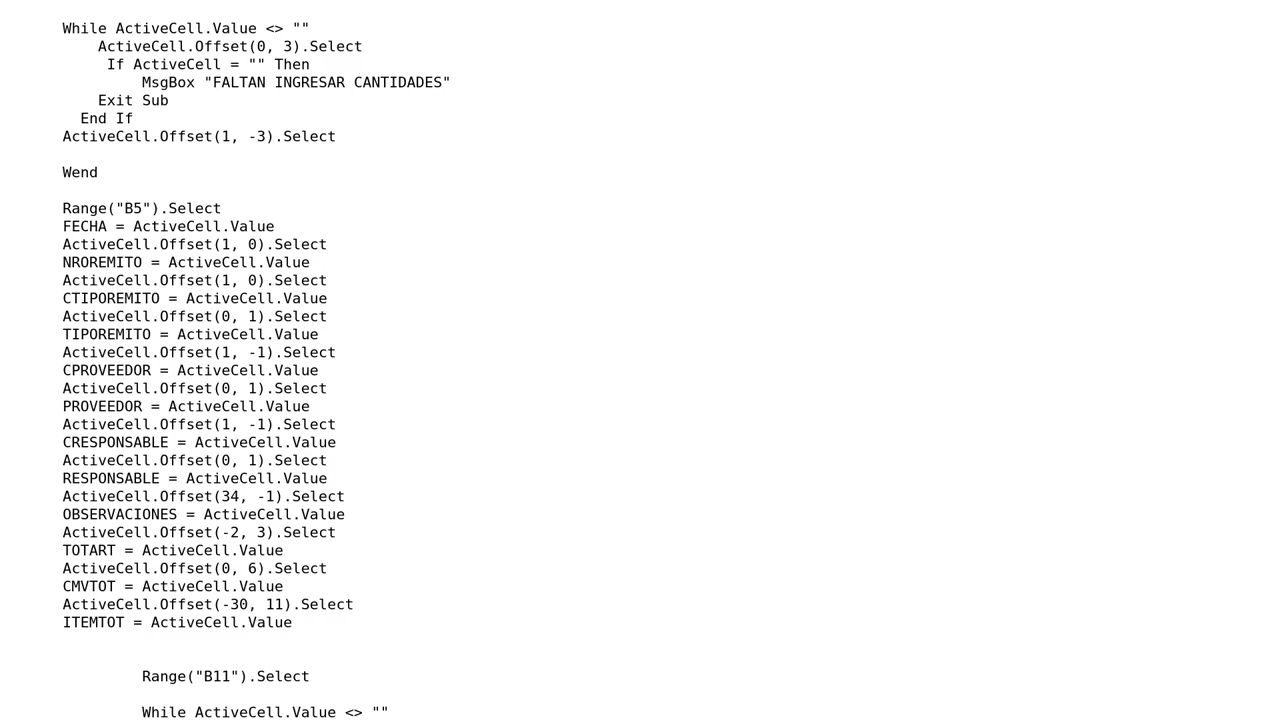 While ActiveCell.Value <> ""
ActiveCell.Offset(0, 3).Select
If ActiveCell = "" Then
MsgBox "FALTAN INGRESAR CANTIDADES"
Exit Sub
End If
ActiveCell.Offset(1, -3).Select
Wend
Range("B5").Select
FECHA = ActiveCell.Value
ActiveCell.Offset(1, 0).Select
NROREMITO = ActiveCell.Value
ActiveCell.Offset(1, 0).Select
CTIPOREMITO = ActiveCell.Value
ActiveCell.Offset(0, 1).Select
TIPOREMITO = ActiveCell.Value
ActiveCell.Offset(1, -1).Select
CPROVEEDOR = ActiveCell.Value
ActiveCell.Offset(0, 1).Select
PROVEEDOR = ActiveCell.Value
ActiveCell.Offset(1, -1).Select
CRESPONSABLE = ActiveCell.Value
ActiveCell.Offset(0, 1).Select
RESPONSABLE = ActiveCell.Value
ActiveCell.Offset(34, -1).Select
OBSERVACIONES = ActiveCell.Value
ActiveCell.Offset(-2, 3).Select
TOTART = ActiveCell.Value
ActiveCell.Offset(0, 6).Select
CMVTOT = ActiveCell.Value
ActiveCell.Offset(-30, 11).Select
ITEMTOT = ActiveCell.Value
Range("B11").Select
While ActiveCell.Value <> ""